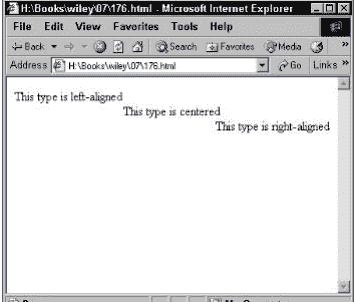 H:\Books\wiley\07\176.html - Microsoft Internet Explorer
File Edit View Favorites Tools Help
Back Search Favorites Media »
Address H:\Books\wiley\07\176.html Go Links »
This type is left-aligned
This type is centered
This type is right-aligned